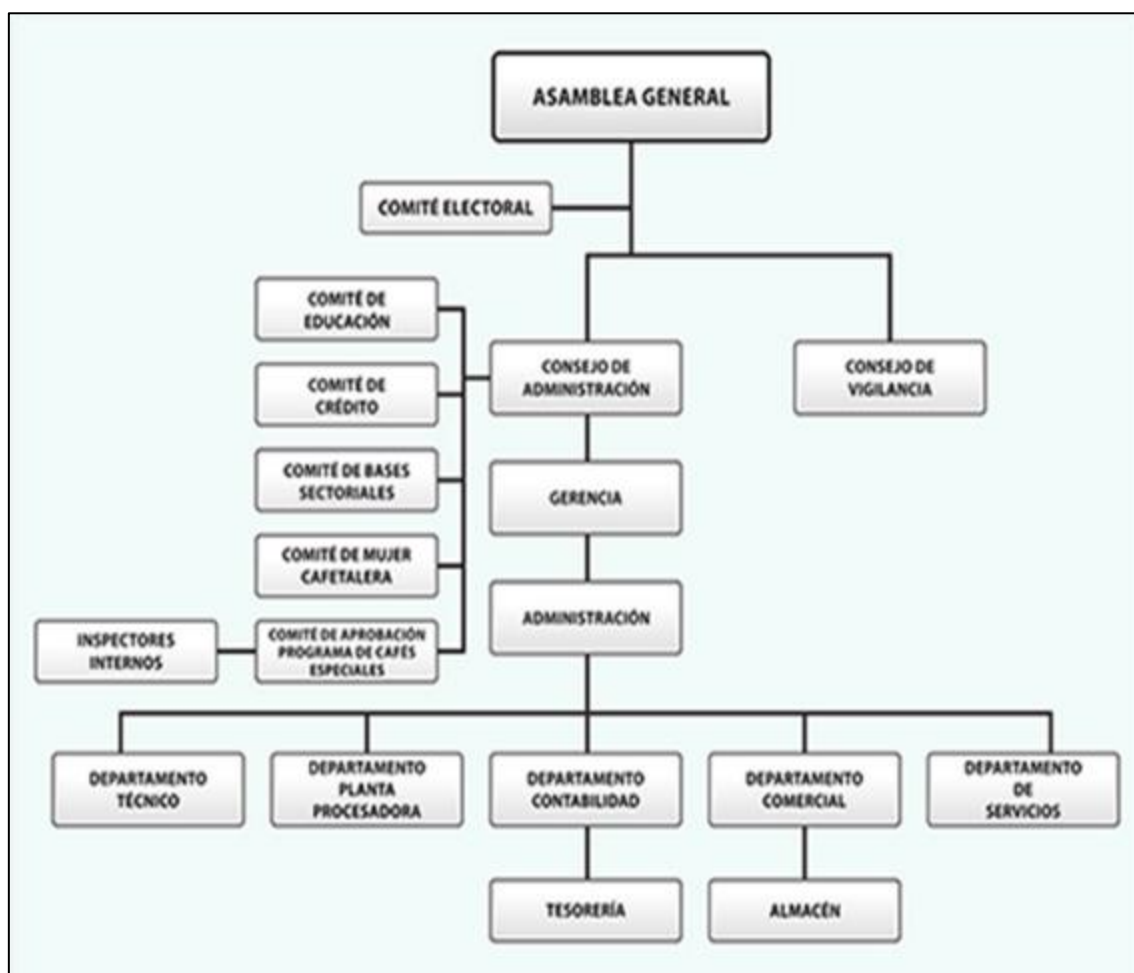 ASAMBLEA GENERAL
COMITÉ ELECTORAL
COMITÉ DE
EDUCACIÓN
CONSEJO DE
ADMINISTRACIÓN
CONSEJO DE
VIGILANCIA
COMITÉ DE
CRÉDITO
COMITÉ DE BASES
SECTORIALES
GERENCIA
COMITÉ DE MUJER
CAFETALERA
ADMINISTRACIÓN
INSPECTORES
INTERNOS
COMITÉ DE APROBACIÓN
PROGRAMA DE CAFÉS
ESPECIALES
DEPARTAMENTO
TÉCNICO
DEPARTAMENTO
PLANTA
PROCESADORA
DEPARTAMENTO
CONTABILIDAD
DEPARTAMENTO
COMERCIAL
DEPARTAMENTO
DE
SERVICIOS
TESORERÍA
ALMACÉN